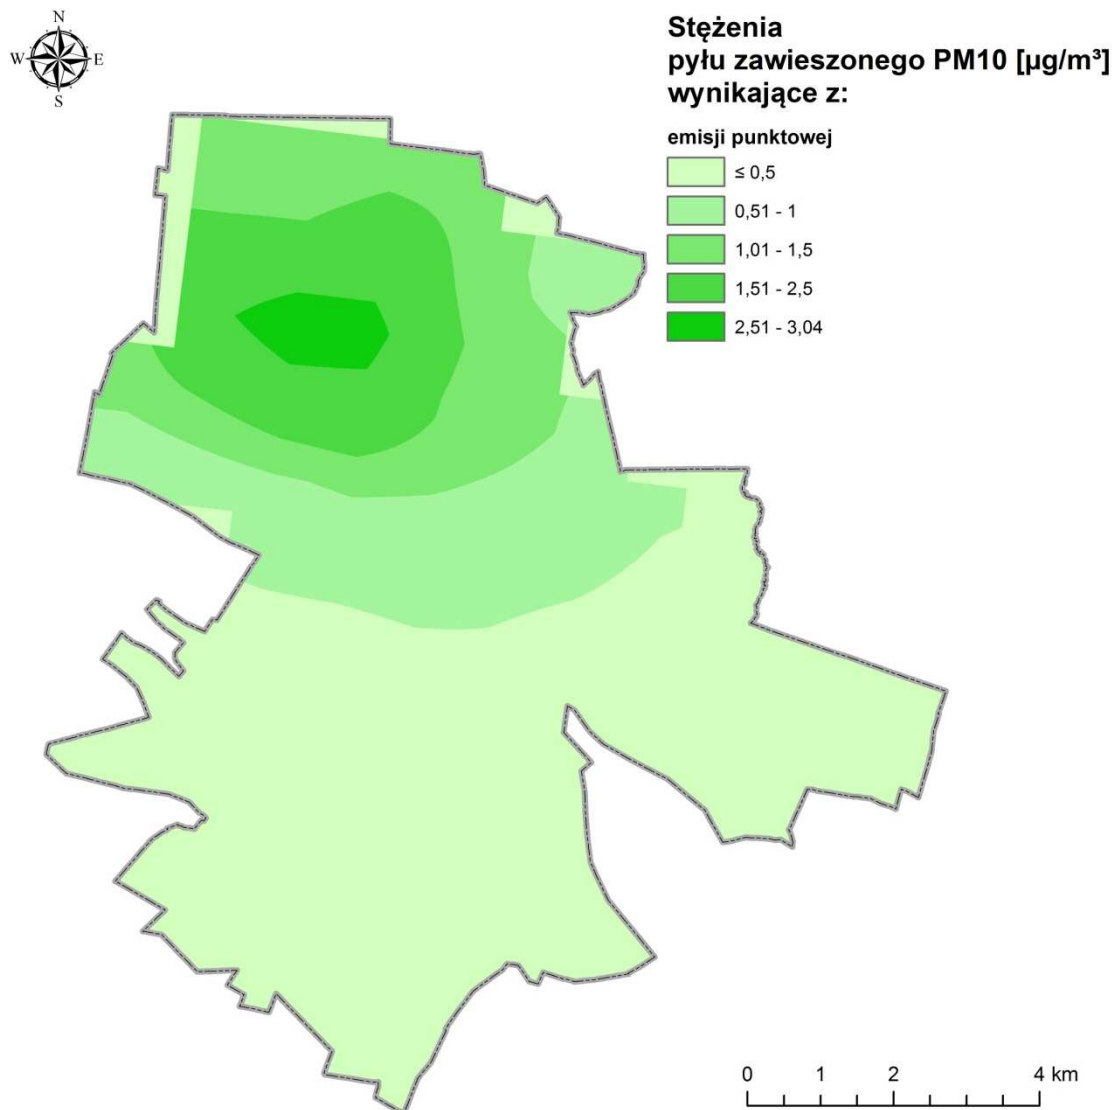 N
W E
S
Stężenia
pyłu zawieszonego PM10 [µg/m³]
wynikające z:
emisji punktowej
≤ 0,5
0,51 - 1
1,01 - 1,5
1,51 - 2,5
2,51 - 3,04
0 1 2 4 km